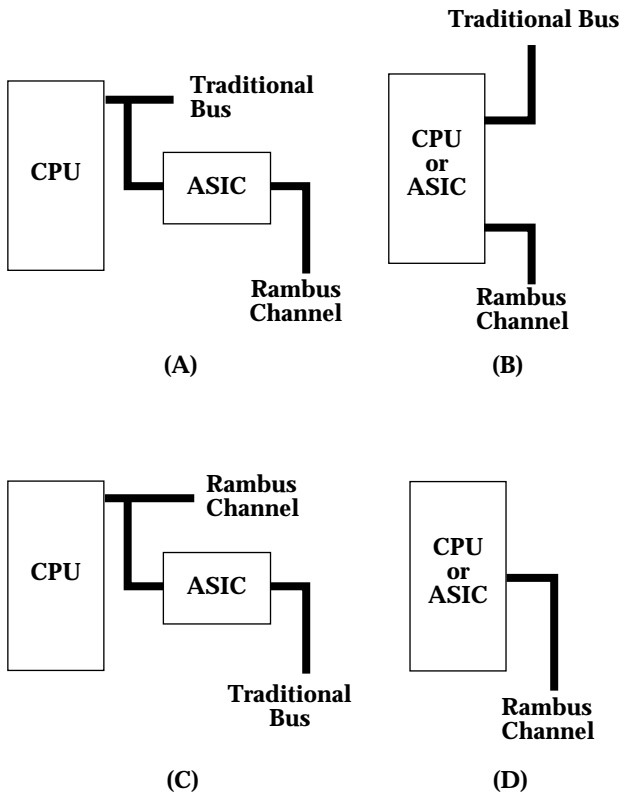 Traditional Bus
Traditional
Bus
CPU
ASIC
Rambus
Channel
(A)
CPU
or
ASIC
Rambus
Channel
(B)
Rambus
Channel
CPU
ASIC
Traditional
Bus
(C)
CPU
or
ASIC
Rambus
Channel
(D)